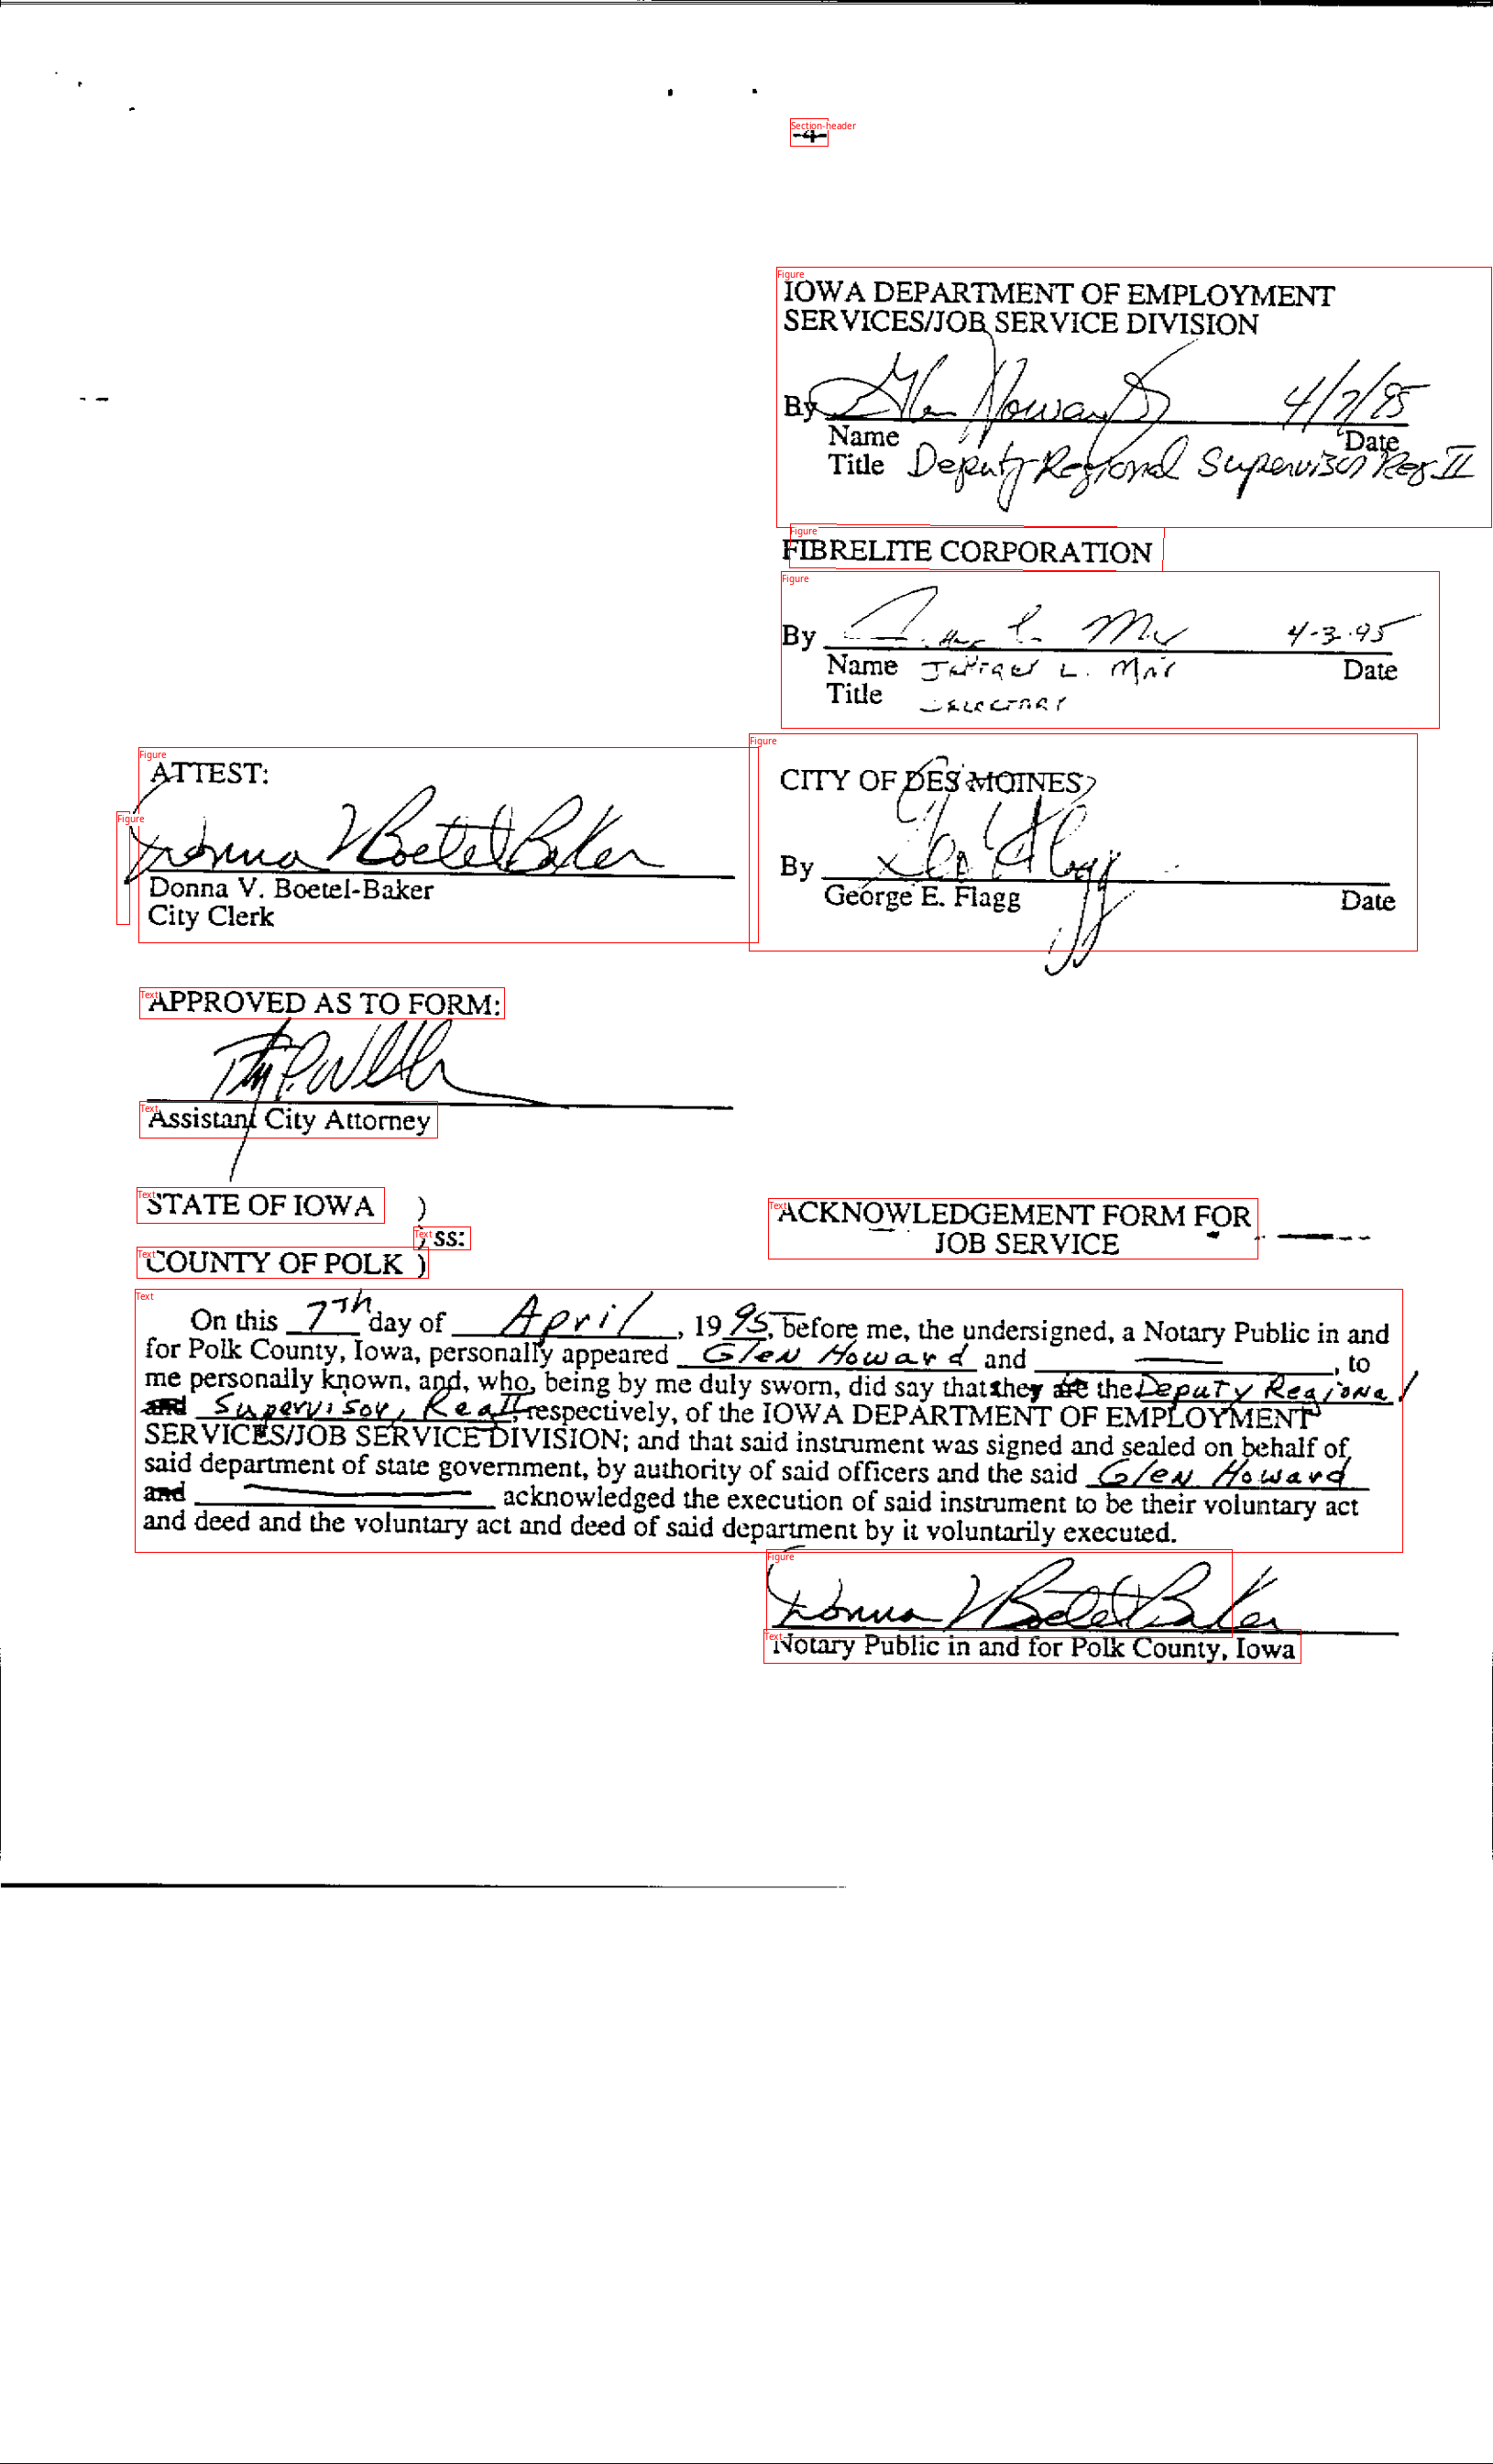 -4-
IOWA DEPARTMENT OF EMPLOYMENT
SERVICES/JOB SERVICE DIVISION
By Glen Howard 4/7/95
Name Date
Title Deputy Regional Supervisor Reg II
FIBRELITE CORPORATION
By 4-3-95
Name L. Date
Title
ATTEST:
Donna V Boetel-Baker
Donna V. Boetel-Baker
City Clerk
CITY OF DES MOINES
By
George E. Flagg Date
APPROVED AS TO FORM:
Assistant City Attorney
STATE OF IOWA )
) ss:
COUNTY OF POLK )
ACKNOWLEDGEMENT FORM FOR
JOB SERVICE
On this 7th day of April, 1995, before me, the undersigned, a Notary Public in and
for Polk County, Iowa, personally appeared Glen Howard and , to
me personally known, and, who, being by me duly sworn, did say that they are the Deputy Regional
and Supervisor, Reg II, respectively, of the IOWA DEPARTMENT OF EMPLOYMENT
SERVICES/JOB SERVICE DIVISION; and that said instrument was signed and sealed on behalf of
said department of state government, by authority of said officers and the said Glen Howard
and acknowledged the execution of said instrument to be their voluntary act
and deed and the voluntary act and deed of said department by it voluntarily executed.
Donna V Boetel-Baker
Notary Public in and for Polk County, Iowa